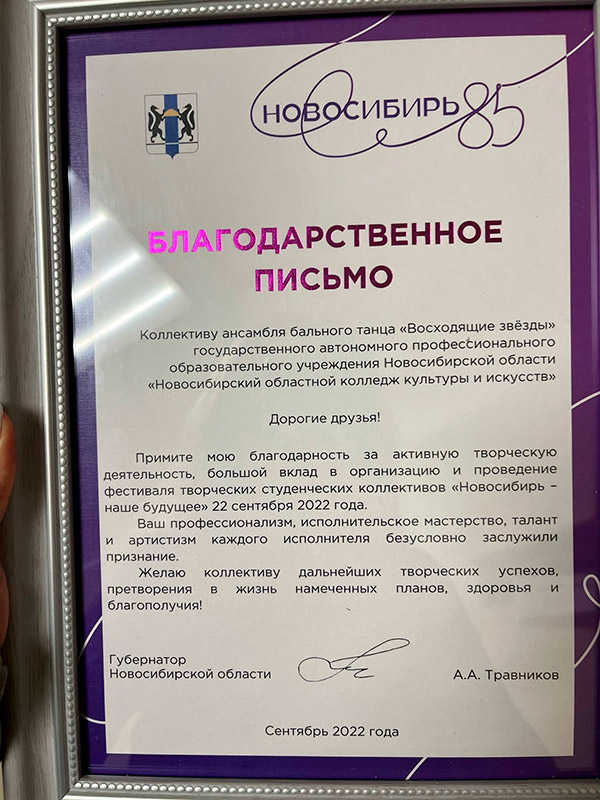 НОВОСИБИРЬ 85
БЛАГОДАРСТВЕННОЕ
ПИСЬМО
Коллективу ансамбля бального танца «Восходящие звёзды»
государственного автономного профессионального
образовательного учреждения Новосибирской области
«Новосибирский областной колледж культуры и искусств»
Дорогие друзья!
Примите мою благодарность за активную творческую
деятельность, большой вклад в организацию и проведение
фестиваля творческих студенческих коллективов «Новосибирь –
наше будущее» 22 сентября 2022 года.
Ваш профессионализм, исполнительское мастерство, талант
и артистизм каждого исполнителя безусловно заслужили
признание.
Желаю коллективу дальнейших творческих успехов,
претворения в жизнь намеченных планов, здоровья и
благополучия!
Губернатор
Новосибирской области
А.А. Травников
Сентябрь 2022 года